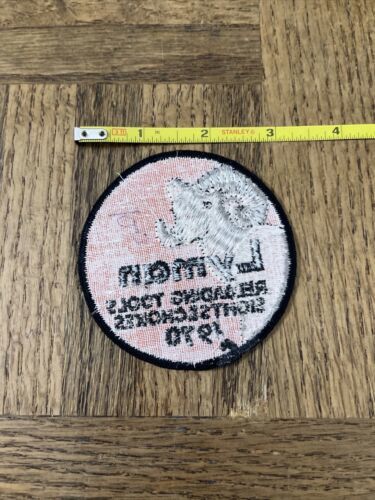 1 2 STANLEY® 3 4
LYMAN
RELOADING TOOLS
SIGHTS CHOKES
1970